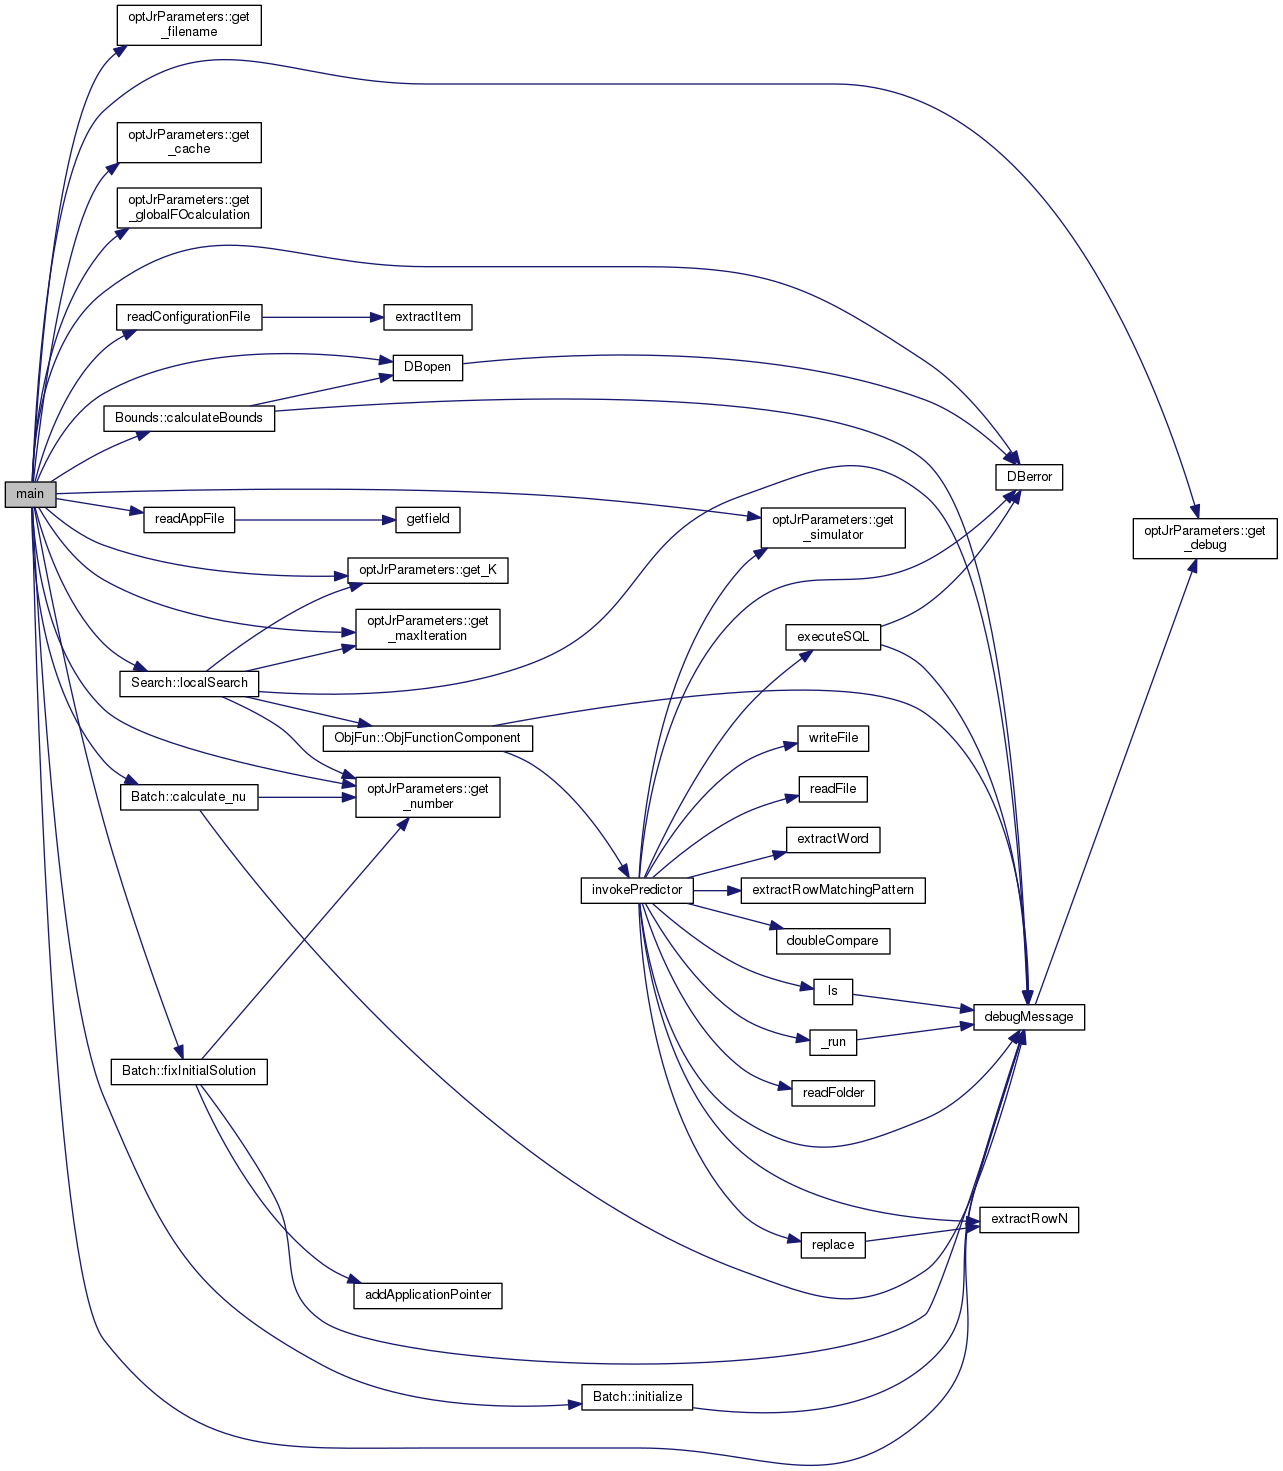 optJrParameters::get
_filename
optJrParameters::get
_cache
optJrParameters::get
_globalFOcalculation
readConfigurationFile
extractItem
DBopen
Bounds::calculateBounds
DBerror
main
readAppFile
getfield
optJrParameters::get
_simulator
optJrParameters::get
_debug
optJrParameters::get_K
optJrParameters::get
_maxIteration
executeSQL
Search::localSearch
ObjFun::ObjFunctionComponent
writeFile
Batch::calculate_nu
optJrParameters::get
_number
readFile
extractWord
invokePredictor
extractRowMatchingPattern
doubleCompare
ls
debugMessage
_run
Batch::fixInitialSolution
readFolder
extractRowN
replace
addApplicationPointer
Batch::initialize